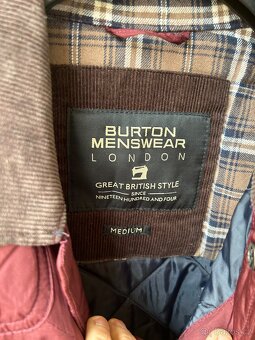 BURTON
MENSWEAR
LONDON
GREAT BRITISH STYLE
SINCE
NINETEEN HUNDRED AND FOUR
MEDIUM